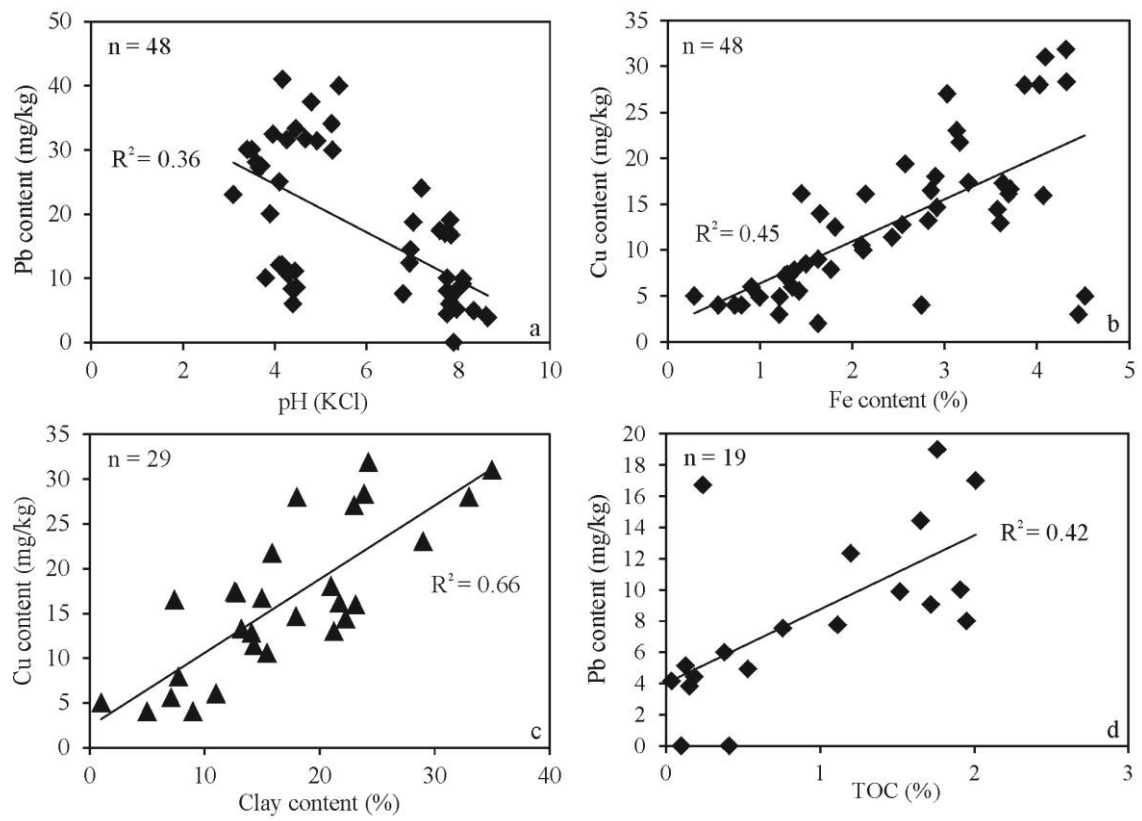 50
40
30
20
10
0
Pb content (mg/kg)
n = 48
R² = 0.36
a
0
2
4
6
8
10
pH (KCl)
35
30
25
20
15
10
5
0
Cu content (mg/kg)
n = 48
R² = 0.45
b
0
1
2
3
4
5
Fe content (%)
35
30
25
20
15
10
5
0
Cu content (mg/kg)
n = 29
R² = 0.66
c
0
10
20
30
40
Clay content (%)
20
18
16
14
12
10
8
6
4
2
0
Pb content (mg/kg)
n = 19
R² = 0.42
d
0
1
2
3
TOC (%)